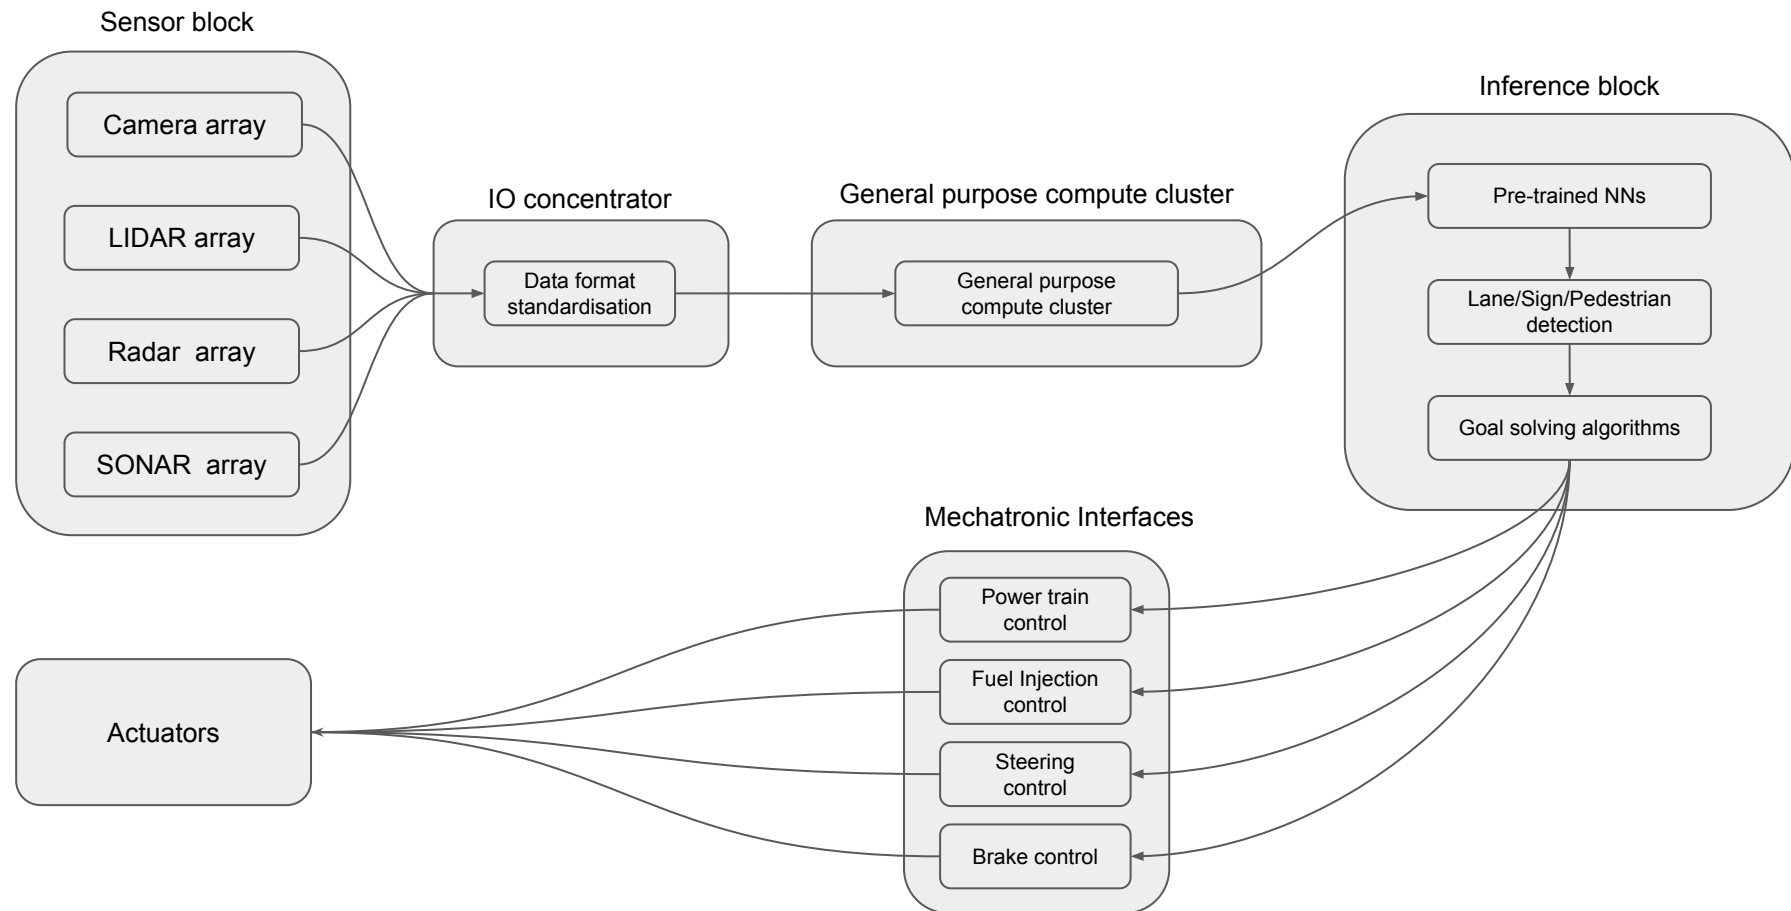 Sensor block
Camera array
LIDAR array
Radar  array
SONAR  array
IO concentrator
Data format
standardisation
General purpose compute cluster
General purpose
compute cluster
Inference block
Pre-trained NNs
Lane/Sign/Pedestrian
detection
Goal solving algorithms
Mechatronic Interfaces
Power train
control
Fuel Injection
control
Steering
control
Brake control
Actuators